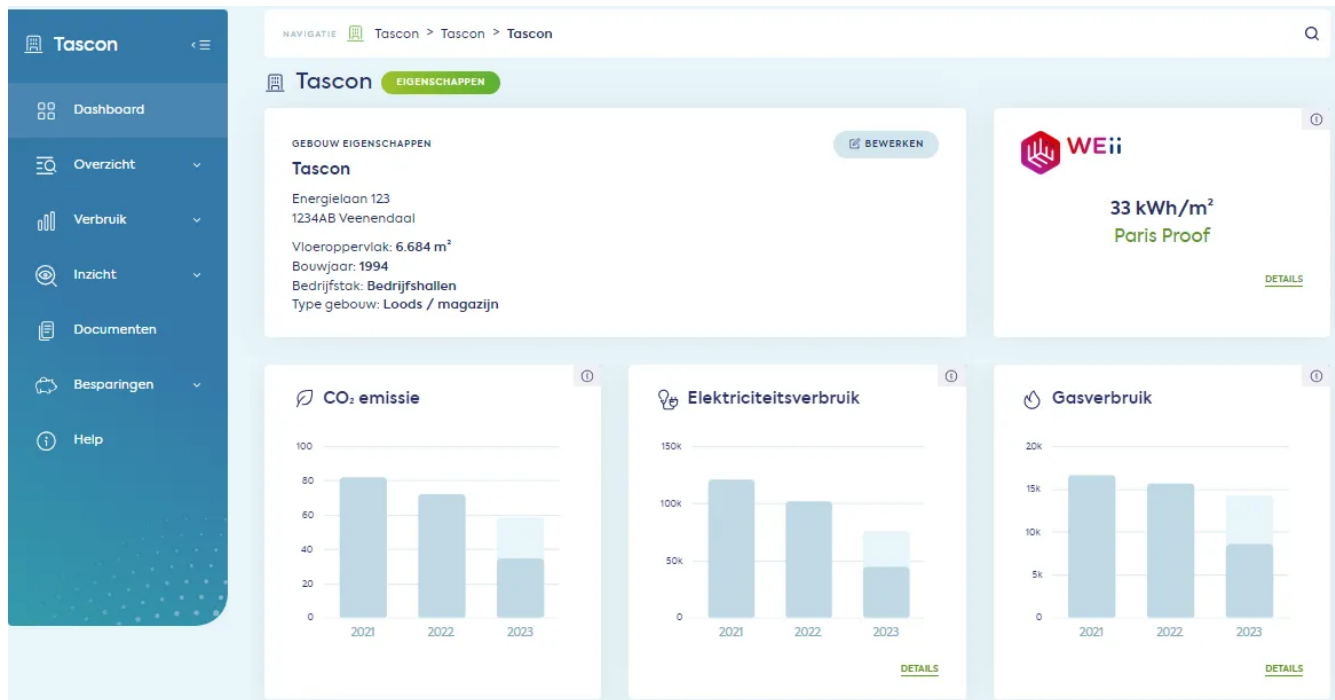 Tascon
Dashboard
Overzicht
Verbruik
Inzicht
Documenten
Besparingen
Help
NAVIGATIE Tascon > Tascon > Tascon
Tascon EIGENSCHAPPEN
GEBOUW EIGENSCHAPPEN
BEWERKEN
Tascon
Energielaan 123
1234AB Veenendaal
Vloeroppervlak: 6.684 m²
Bouwjaar: 1994
Bedrijfstak: Bedrijfshallen
Type gebouw: Loods / magazijn
WEii
33 kWh/m²
Paris Proof
DETAILS
CO₂ emissie
100
80
60
40
20
0
2021 2022 2023
Elektriciteitsverbruik
150k
100k
50k
0
2021 2022 2023
DETAILS
Gasverbruik
20k
15k
10k
5k
0
2021 2022 2023
DETAILS